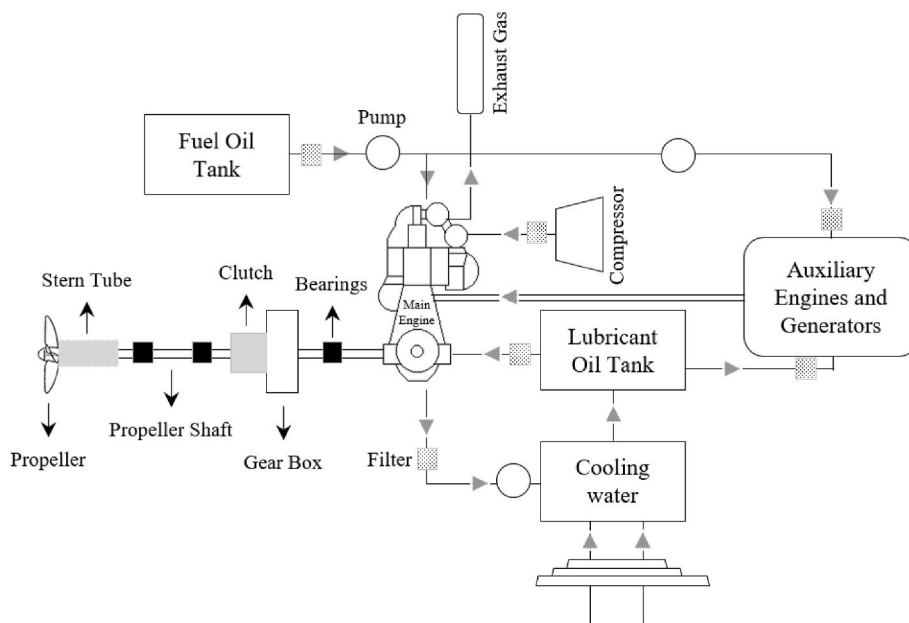 Exhaust Gas
Pump
Fuel Oil
Tank
Compressor
Stern Tube
Clutch
Bearings
Main
Engine
Auxiliary
Engines and
Generators
Lubricant
Oil Tank
Propeller Shaft
Propeller
Gear Box
Filter
Cooling
water